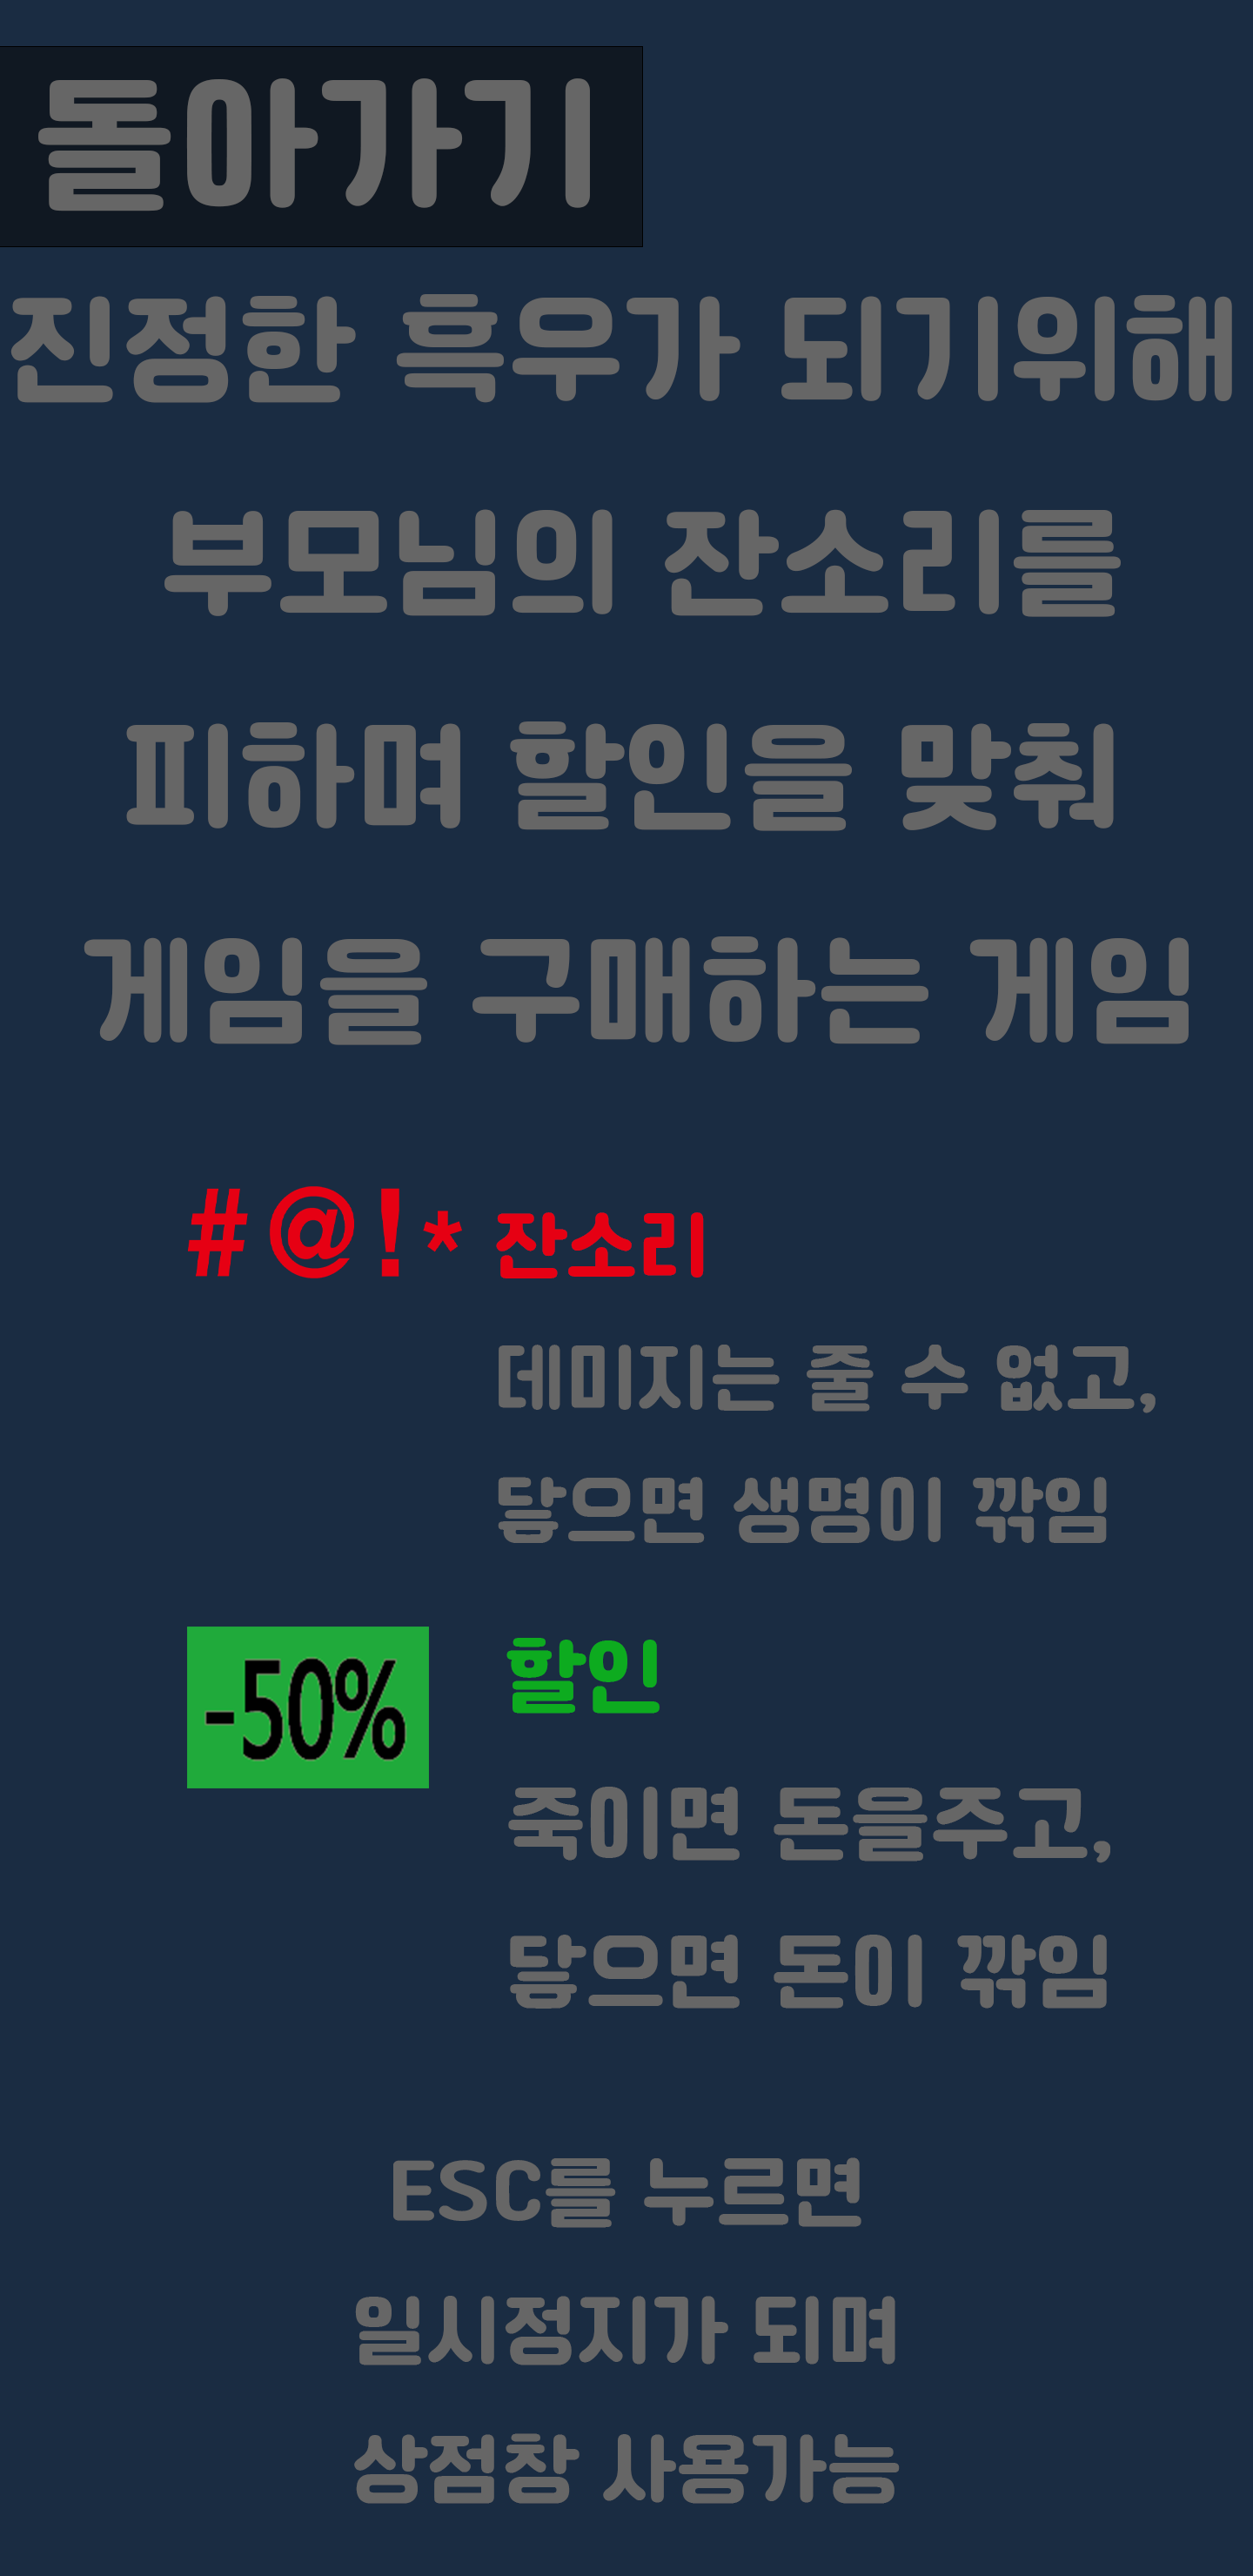 돌아가기
진정한 흑우가 되기위해
부모님의 잔소리를
피하며 할인을 맞춰
게임을 구매하는 게임
#@!* 잔소리
데미지는 줄 수 없고,
닿으면 생명이 깎임
-50% 할인
죽이면 돈을주고,
닿으면 돈이 깎임
ESC를 누르면
일시정지가 되며
상점창 사용가능